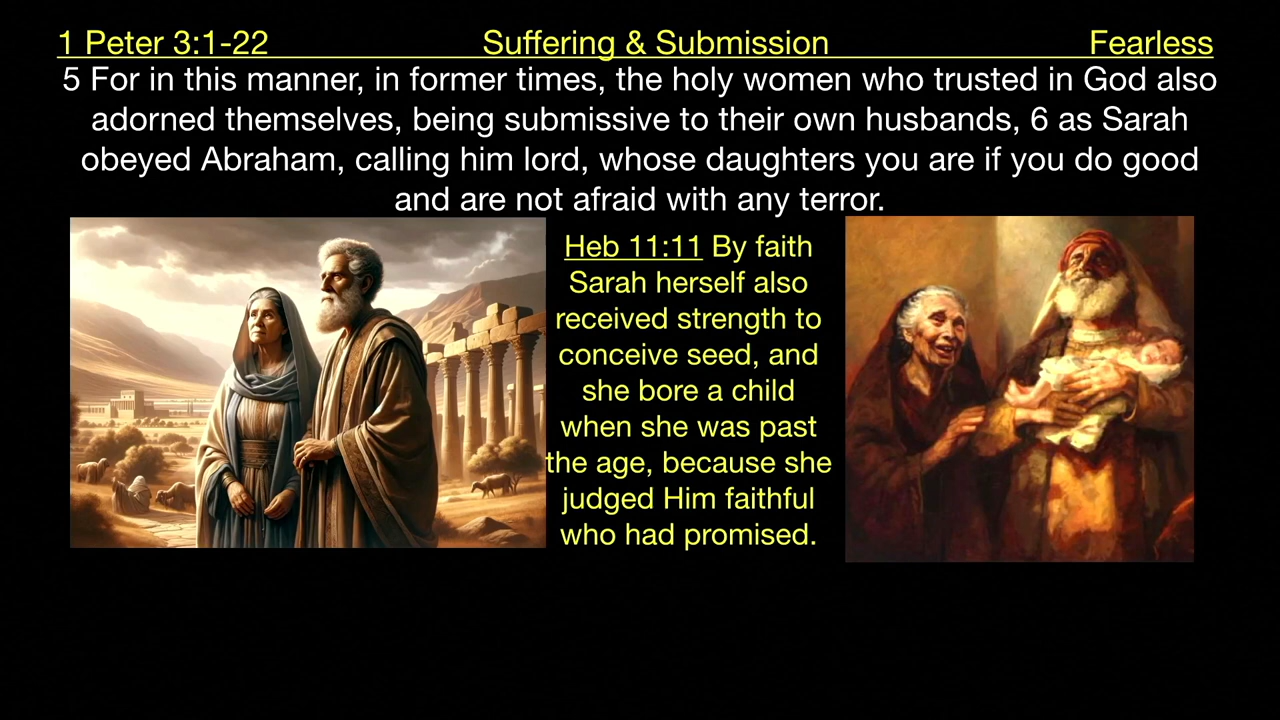 1 Peter 3:1-22 Suffering & Submission Fearless
5 For in this manner, in former times, the holy women who trusted in God also
adorned themselves, being submissive to their own husbands, 6 as Sarah
obeyed Abraham, calling him lord, whose daughters you are if you do good
and are not afraid with any terror.
Heb 11:11 By faith
Sarah herself also
received strength to
conceive seed, and
she bore a child
when she was past
the age, because she
judged Him faithful
who had promised.